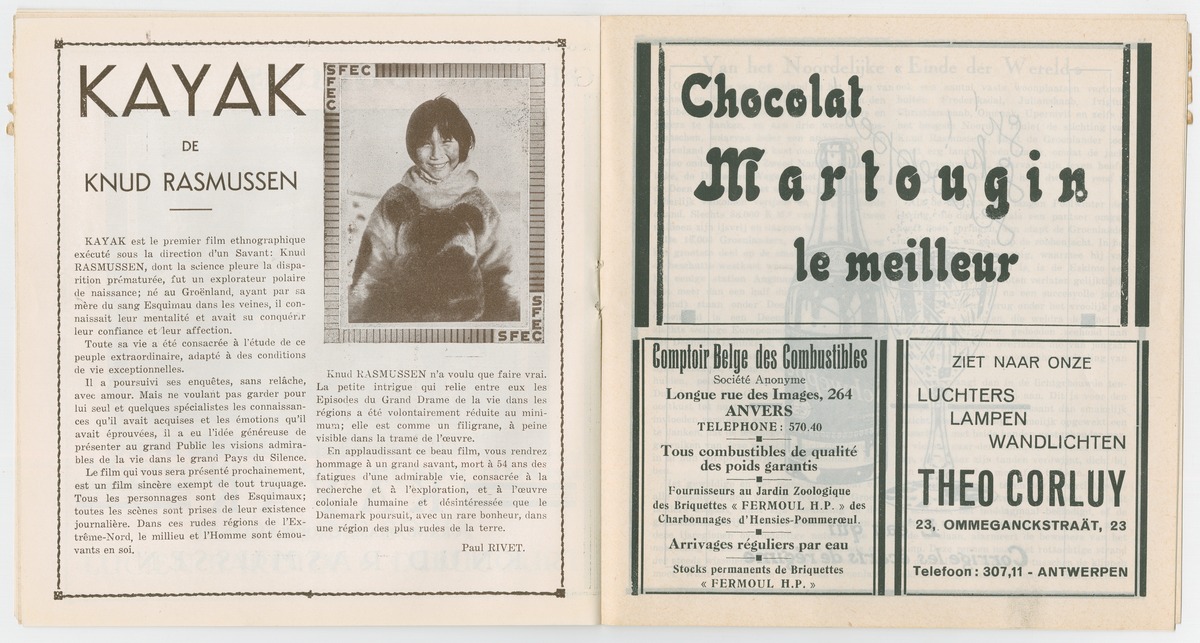 KAYAK
DE
KNUD RASMUSSEN
KAYAK est le premier film ethnographique
exécuté sous la direction d'un Savant: Knud
RASMUSSEN, dont la science pleure la dispa-
rition prématurée, fut un explorateur polaire
de naissance; né au Groënland, ayant par sa
mère du sang Esquimau dans les veines, il con-
naissait leur mentalité et avait su conquérir
leur confiance et leur affection.
Toute sa vie a été consacrée à l'étude de ce
peuple extraordinaire, adapté à des conditions
de vie exceptionnelles.
Il a poursuivi ses enquêtes, sans relâche,
avec amour. Mais ne voulant pas garder pour
lui seul et quelques spécialistes les connaissan-
ces qu'il avait acquises et les émotions qu'il
avait éprouvées, il a eu l'idée généreuse de
présenter au grand Public les visions admira-
bles de la vie dans le grand Pays du Silence.
Le film qui vous sera présenté prochainement,
est un film sincère exempt de tout truquage.
Tous les personnages sont des Esquimaux;
toutes les scènes sont prises de leur existence
journalière. Dans ces rudes régions de l'Ex-
trême-Nord, le millieu et l'Homme sont émou-
vants en soi.
SFEC
SFEC
SFEC
SFEC
Knud RASMUSSEN n'a voulu que faire vrai.
La petite intrigue qui relie entre eux les
Episodes du Grand Drame de la vie dans les
régions a été volontairement réduite au mini-
mum; elle est comme un filigrane, à peine
visible dans la trame de l'œuvre.
En applaudissant ce beau film, vous rendrez
hommage à un grand savant, mort à 54 ans des
fatigues d'une admirable vie, consacrée à la
recherche et à l'exploration, et à l'œuvre
coloniale humaine et désintéressée que le
Danemark poursuit, avec un rare bonheur, dans
une région des plus rudes de la terre.
Paul RIVET.
Chocolat
Martougin
le meilleur
Comptoir Belge des Combustibles
Société Anonyme
Longue rue des Images, 264
ANVERS
TELEPHONE: 570.40
Tous combustibles de qualité
des poids garantis
Fournisseurs au Jardin Zoologique
des Briquettes « FERMOUL H.P. » des
Charbonnages d'Hensies-Pommerœul.
Arrivages réguliers par eau
Stocks permanents de Briquettes
« FERMOUL H.P. »
ZIET NAAR ONZE
LUCHTERS
LAMPEN
WANDLICHTEN
THEO CORLUY
23, OMMEGANCKSTRAÄT, 23
Telefoon: 307,11 - ANTWERPEN